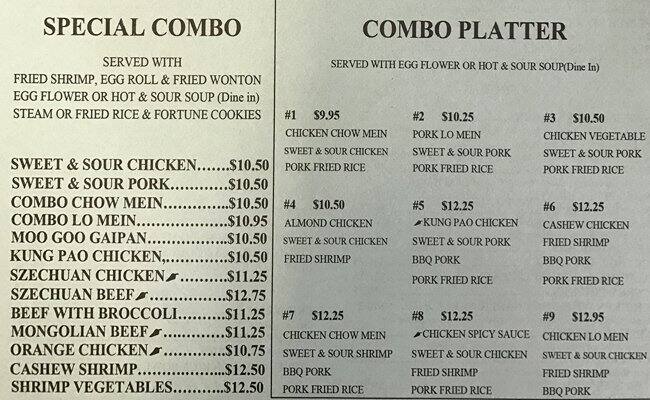 SPECIAL COMBO
SERVED WITH
FRIED SHRIMP, EGG ROLL & FRIED WONTON
EGG FLOWER OR HOT & SOUR SOUP (Dine in)
STEAM OR FRIED RICE & FORTUNE COOKIES
SWEET & SOUR CHICKEN.......$10.50
SWEET & SOUR PORK............$10.50
COMBO CHOW MEIN.............$10.50
COMBO LO MEIN..................$10.95
MOO GOO GAIPAN................$10.50
KUNG PAO CHICKEN,............$10.50
SZECHUAN CHICKEN.........$11.25
SZECHUAN BEEF................$12.75
BEEF WITH BROCCOLI.......$11.25
MONGOLIAN BEEF............$11.25
ORANGE CHICKEN............$10.75
CASHEW SHRIMP................$12.50
SHRIMP VEGETABLES..........$12.50
COMBO PLATTER
SERVED WITH EGG FLOWER OR HOT & SOUR SOUP(Dine In)
#1 $9.95
CHICKEN CHOW MEIN
SWEET & SOUR CHICKEN
PORK FRIED RICE
#2 $10.25
PORK LO MEIN
SWEET & SOUR PORK
PORK FRIED RICE
#3 $10.50
CHICKEN VEGETABLE
SWEET & SOUR PORK
PORK FRIED RICE
#4 $10.50
ALMOND CHICKEN
SWEET & SOUR CHICKEN
FRIED SHRIMP
#5 $12.25
KUNG PAO CHICKEN
SWEET & SOUR PORK
BBQ PORK
PORK FRIED RICE
#6 $12.25
CASHEW CHICKEN
FRIED SHRIMP
BBQ PORK
PORK FRIED RICE
#7 $12.25
CHICKEN CHOW MEIN
SWEET & SOUR SHRIMP
BBQ PORK
PORK FRIED RICE
#8 $12.25
CHICKEN SPICY SAUCE
SWEET & SOUR CHICKEN
FRIED SHRIMP
PORK FRIED RICE
#9 $12.95
CHICKEN LO MEIN
SWEET & SOUR CHICKEN
FRIED SHRIMP
BBQ PORK